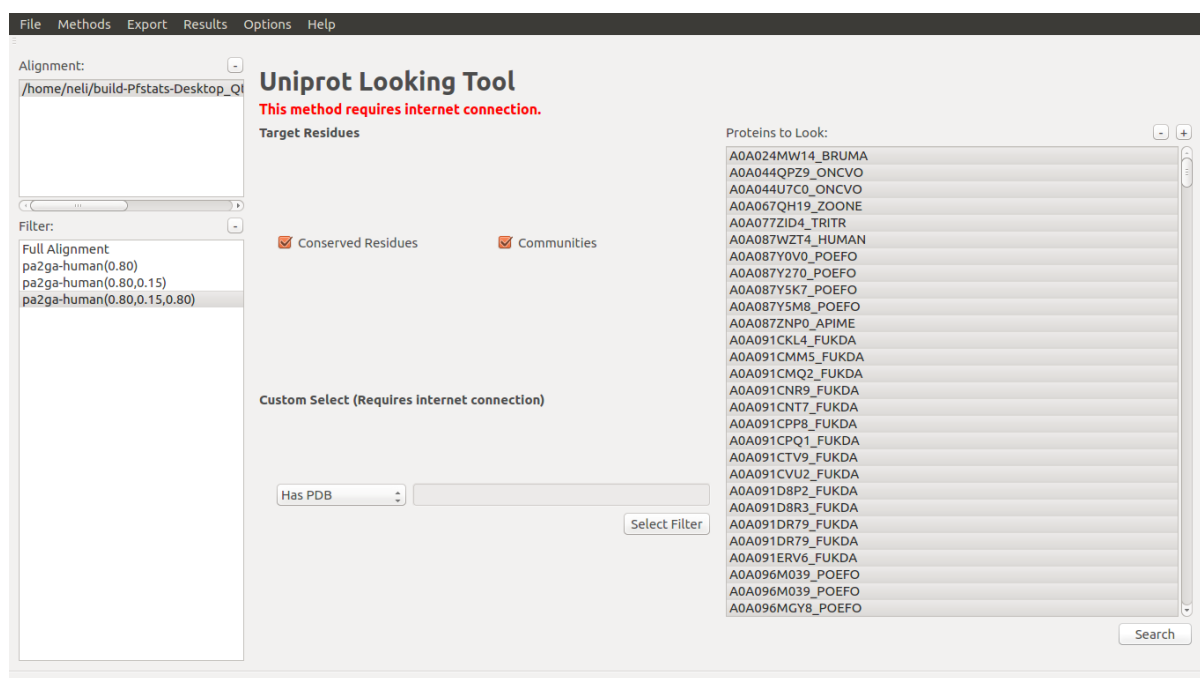 File Methods Export Results Options Help
Alignment: -
/home/neli/build-Pfstats-Desktop_Q
Filter: -
Full Alignment
pa2ga-human(0.80)
pa2ga-human(0.80,0.15)
pa2ga-human(0.80,0.15,0.80)
Uniprot Looking Tool
This method requires internet connection.
Target Residues
Conserved Residues
Communities
Custom Select (Requires internet connection)
Has PDB
Select Filter
Proteins to Look: - +
A0A024MW14_BRUMA
A0A044QPZ9_ONCVO
A0A044U7C0_ONCVO
A0A067QH19_ZOONE
A0A077ZID4_TRITR
A0A087WZT4_HUMAN
A0A087Y0V0_POEFO
A0A087Y270_POEFO
A0A087Y5K7_POEFO
A0A087Y5M8_POEFO
A0A087ZNP0_APIME
A0A091CKL4_FUKDA
A0A091CMM5_FUKDA
A0A091CMQ2_FUKDA
A0A091CNR9_FUKDA
A0A091CNT7_FUKDA
A0A091CPP8_FUKDA
A0A091CPQ1_FUKDA
A0A091CTV9_FUKDA
A0A091CVU2_FUKDA
A0A091D8P2_FUKDA
A0A091D8R3_FUKDA
A0A091DR79_FUKDA
A0A091DR79_FUKDA
A0A091ERV6_FUKDA
A0A096M039_POEFO
A0A096M039_POEFO
A0A096MGY8_POEFO
Search